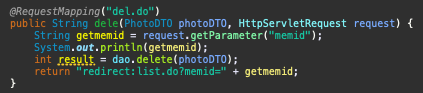 @RequestMapping("del.do")
public String dele(PhotoDTO photoDTO, HttpServletRequest request) {
String getmemid = request.getParameter("memid");
System.out.println(getmemid);
int result = dao.delete(photoDTO);
return "redirect:list.do?memid=" + getmemid;
}